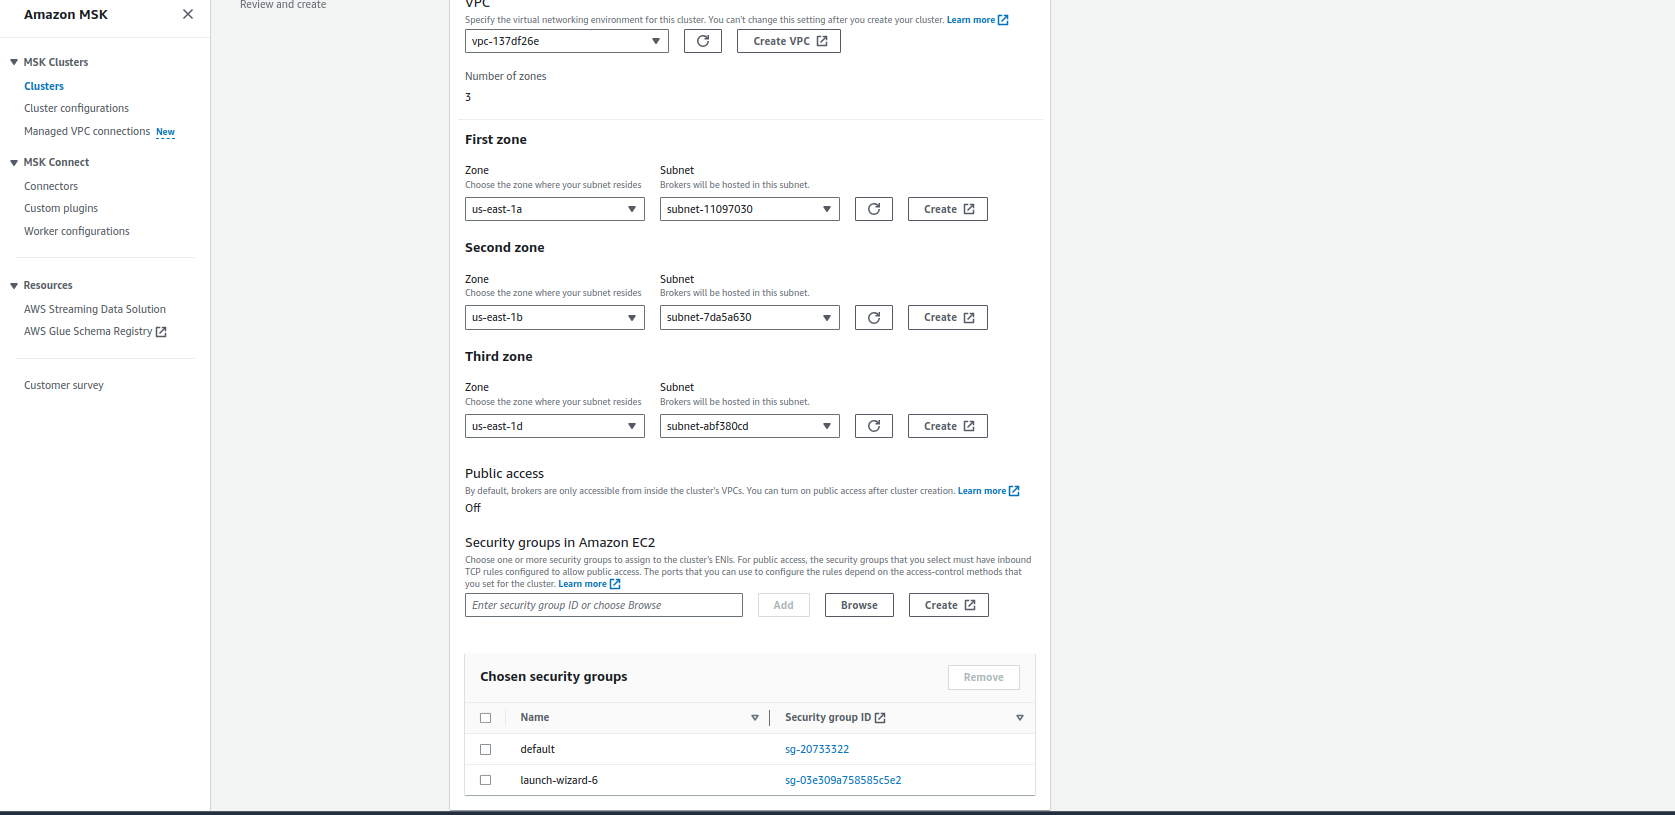 Amazon MSK
MSK Clusters
Clusters
Cluster configurations
Managed VPC connections New
MSK Connect
Connectors
Custom plugins
Worker configurations
Resources
AWS Streaming Data Solution
AWS Glue Schema Registry
Customer survey
Review and create
VPC
Specify the virtual networking environment for this cluster. You can't change this setting after you create your cluster. Learn more
vpc-137df26e
Create VPC
Number of zones
3
First zone
Zone Subnet
Choose the zone where your subnet resides Brokers will be hosted in this subnet.
us-east-1a subnet-11097030 Create
Second zone
Zone Subnet
Choose the zone where your subnet resides Brokers will be hosted in this subnet.
us-east-1b subnet-7da5a630 Create
Third zone
Zone Subnet
Choose the zone where your subnet resides Brokers will be hosted in this subnet.
us-east-1d subnet-abf380cd Create
Public access
By default, brokers are only accessible from inside the cluster's VPCs. You can turn on public access after cluster creation. Learn more
Off
Security groups in Amazon EC2
Choose one or more security groups to assign to the cluster's ENIs. For public access, the security groups that you select must have inbound
TCP rules configured to allow public access. The ports that you can use to configure the rules depend on the access-control methods that
you set for the cluster. Learn more
Enter security group ID or choose Browse Add Browse Create
Chosen security groups Remove
Name Security group ID
default sg-20733322
launch-wizard-6 sg-03e309a758585c5e2